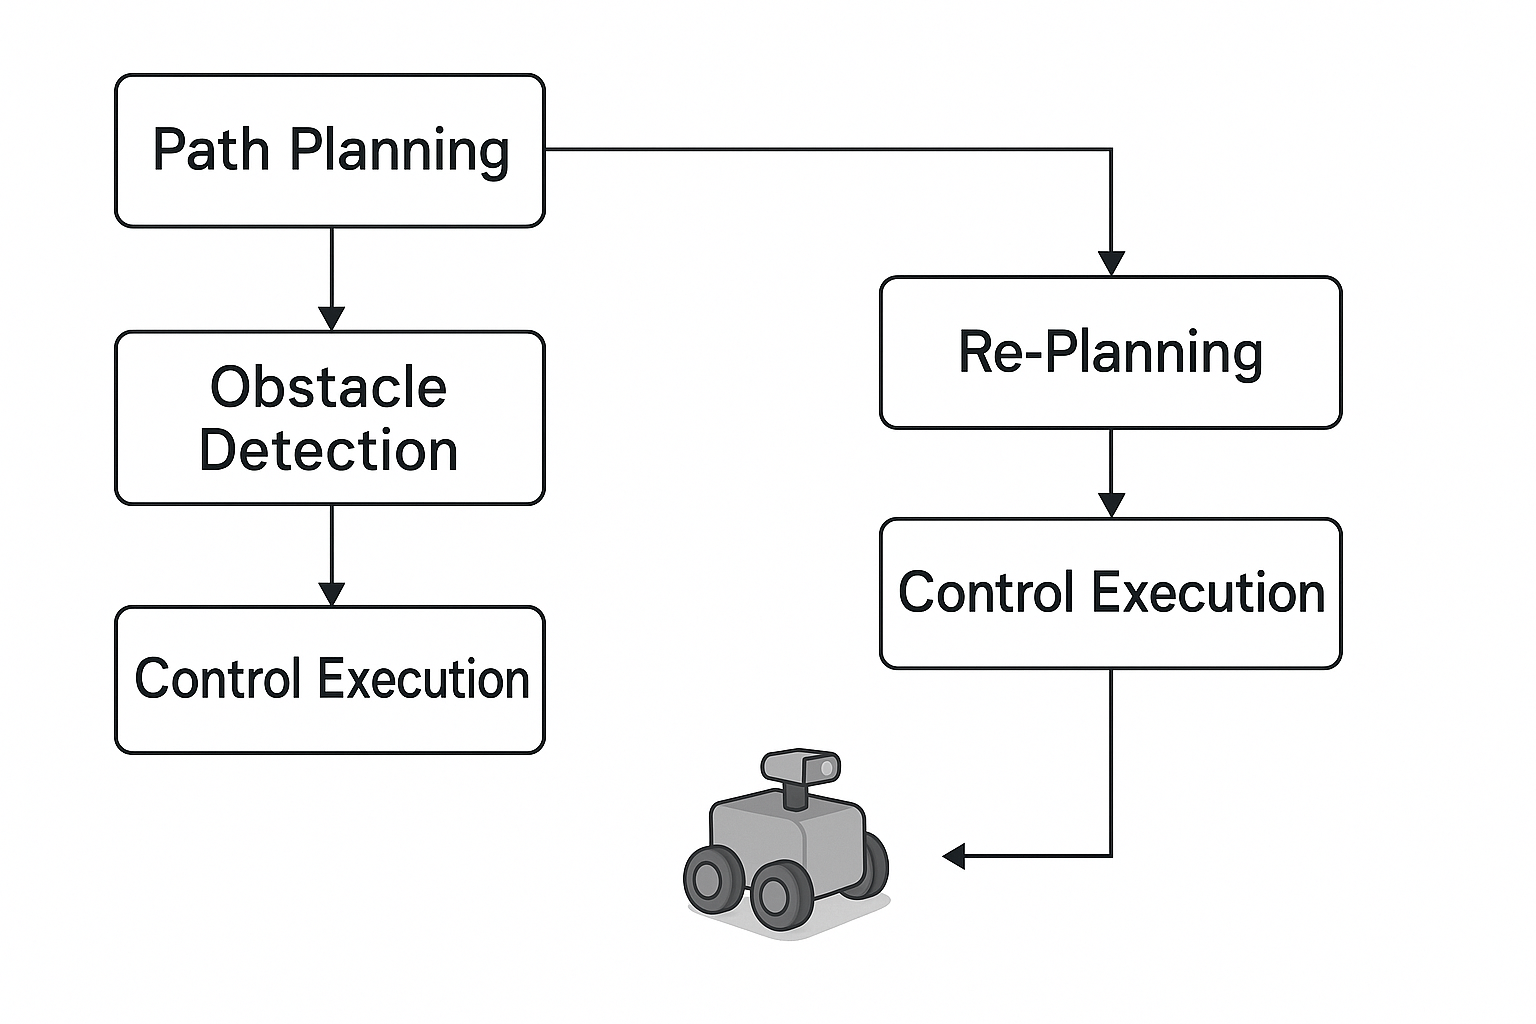 Path Planning
Obstacle
Detection
Control Execution
Re-Planning
Control Execution